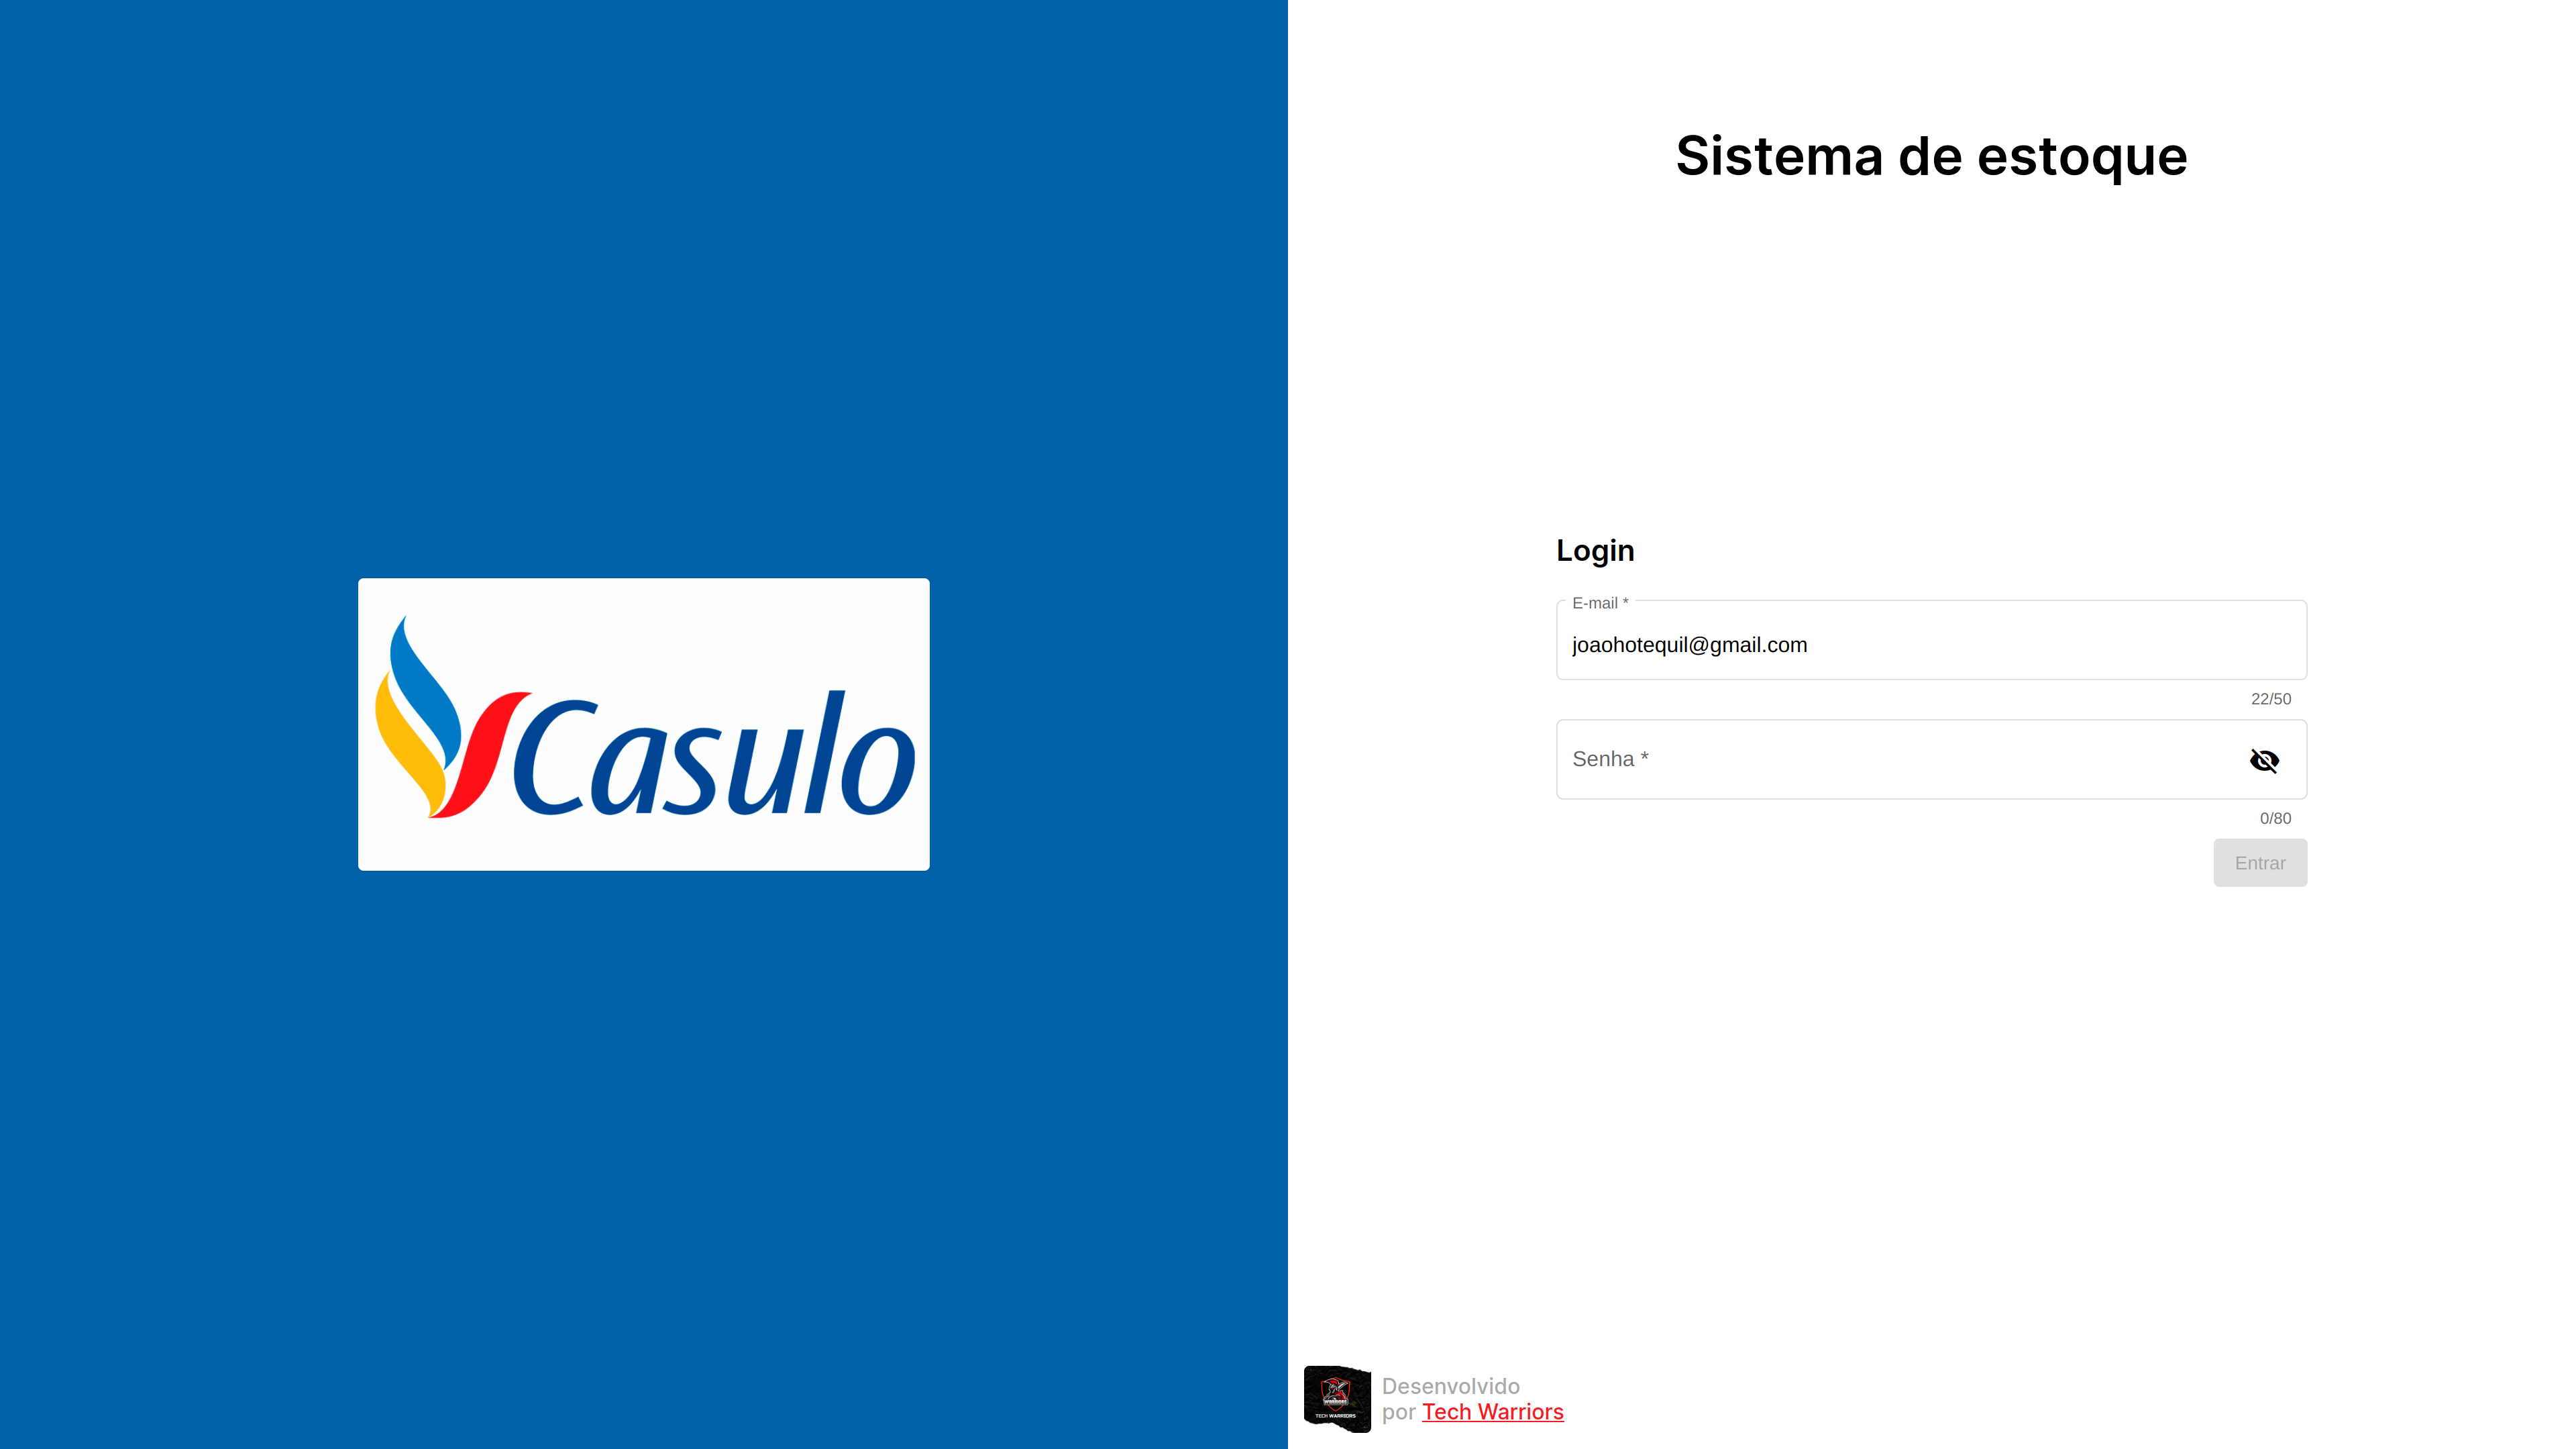 Casulo
Sistema de estoque
Login
E-mail *
joaohotequil@gmail.com
22/50
Senha *
0/80
Entrar
TECH WARRIORS
Desenvolvido
por Tech Warriors